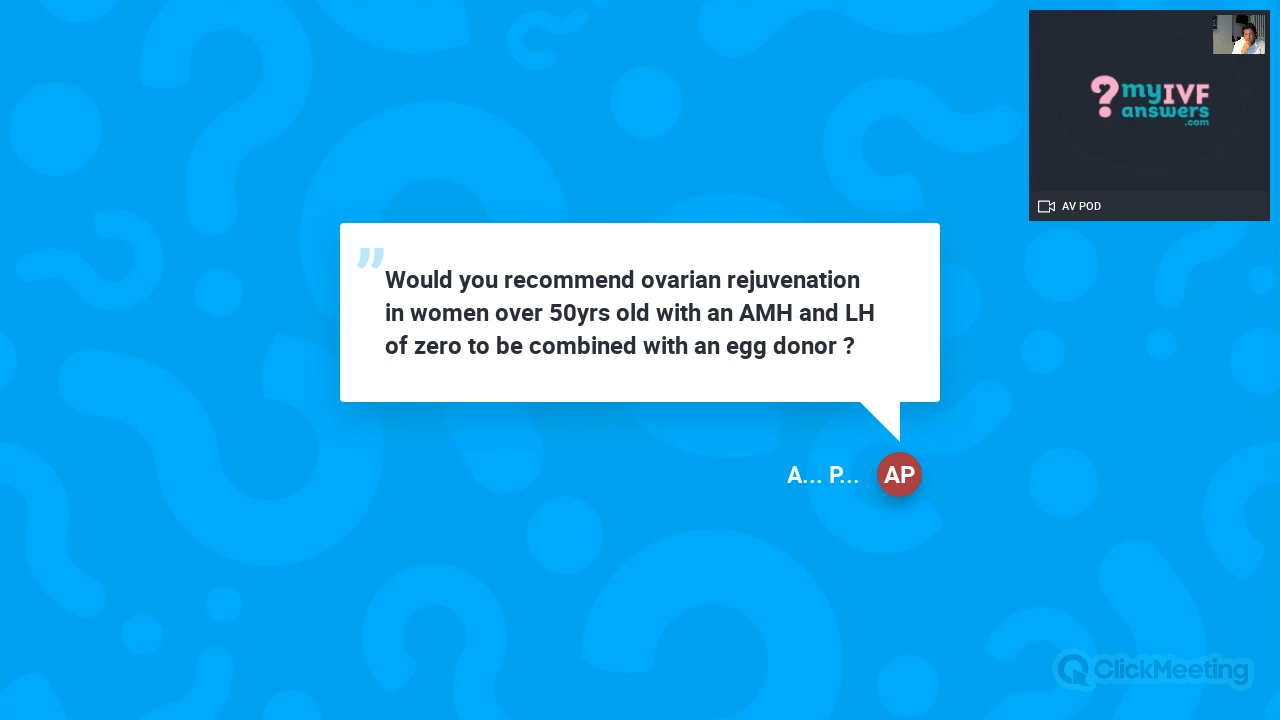 ?myIVF
answers
.com
AV POD
”
Would you recommend ovarian rejuvenation
in women over 50yrs old with an AMH and LH
of zero to be combined with an egg donor ?
A... P... AP
ClickMeeting